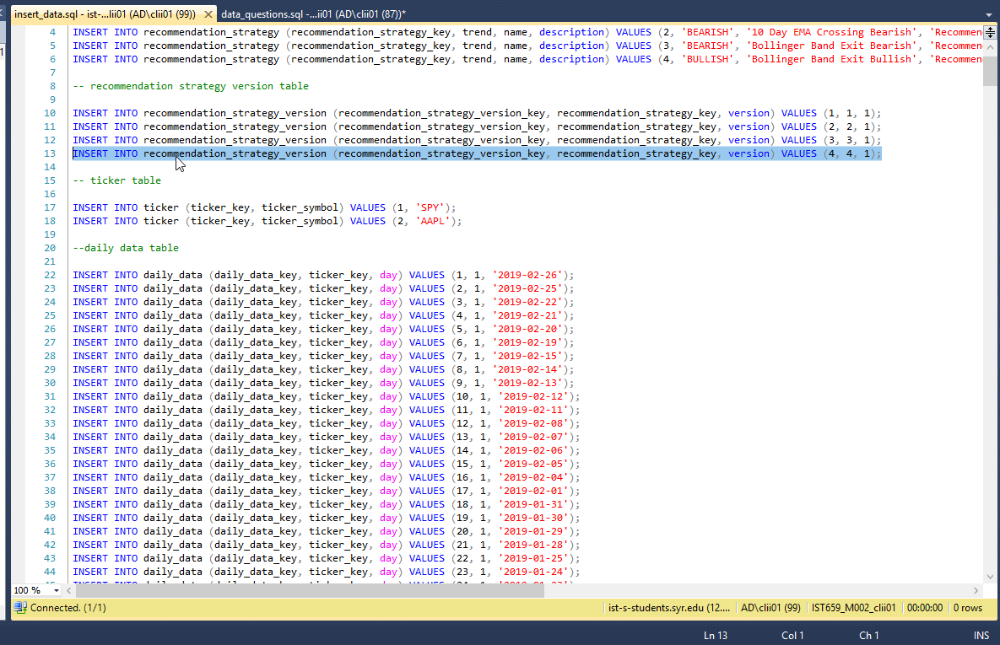 insert_data.sql - ist-...lii01 (AD\clii01 (99)) data_questions.sql -...ii01 (AD\clii01 (87))*
4 INSERT INTO recommendation_strategy (recommendation_strategy_key, trend, name, description) VALUES (2, 'BEARISH', '10 Day EMA Crossing Bearish', 'Recommen
5 INSERT INTO recommendation_strategy (recommendation_strategy_key, trend, name, description) VALUES (3, 'BEARISH', 'Bollinger Band Exit Bearish', 'Recommen
6 INSERT INTO recommendation_strategy (recommendation_strategy_key, trend, name, description) VALUES (4, 'BULLISH', 'Bollinger Band Exit Bullish', 'Recommen
7
8 -- recommendation strategy version table
9
10 INSERT INTO recommendation_strategy_version (recommendation_strategy_version_key, recommendation_strategy_key, version) VALUES (1, 1, 1);
11 INSERT INTO recommendation_strategy_version (recommendation_strategy_version_key, recommendation_strategy_key, version) VALUES (2, 2, 1);
12 INSERT INTO recommendation_strategy_version (recommendation_strategy_version_key, recommendation_strategy_key, version) VALUES (3, 3, 1);
13 INSERT INTO recommendation_strategy_version (recommendation_strategy_version_key, recommendation_strategy_key, version) VALUES (4, 4, 1);
14
15 -- ticker table
16
17 INSERT INTO ticker (ticker_key, ticker_symbol) VALUES (1, 'SPY');
18 INSERT INTO ticker (ticker_key, ticker_symbol) VALUES (2, 'AAPL');
19
20 --daily data table
21
22 INSERT INTO daily_data (daily_data_key, ticker_key, day) VALUES (1, 1, '2019-02-26');
23 INSERT INTO daily_data (daily_data_key, ticker_key, day) VALUES (2, 1, '2019-02-25');
24 INSERT INTO daily_data (daily_data_key, ticker_key, day) VALUES (3, 1, '2019-02-22');
25 INSERT INTO daily_data (daily_data_key, ticker_key, day) VALUES (4, 1, '2019-02-21');
26 INSERT INTO daily_data (daily_data_key, ticker_key, day) VALUES (5, 1, '2019-02-20');
27 INSERT INTO daily_data (daily_data_key, ticker_key, day) VALUES (6, 1, '2019-02-19');
28 INSERT INTO daily_data (daily_data_key, ticker_key, day) VALUES (7, 1, '2019-02-15');
29 INSERT INTO daily_data (daily_data_key, ticker_key, day) VALUES (8, 1, '2019-02-14');
30 INSERT INTO daily_data (daily_data_key, ticker_key, day) VALUES (9, 1, '2019-02-13');
31 INSERT INTO daily_data (daily_data_key, ticker_key, day) VALUES (10, 1, '2019-02-12');
32 INSERT INTO daily_data (daily_data_key, ticker_key, day) VALUES (11, 1, '2019-02-11');
33 INSERT INTO daily_data (daily_data_key, ticker_key, day) VALUES (12, 1, '2019-02-08');
34 INSERT INTO daily_data (daily_data_key, ticker_key, day) VALUES (13, 1, '2019-02-07');
35 INSERT INTO daily_data (daily_data_key, ticker_key, day) VALUES (14, 1, '2019-02-06');
36 INSERT INTO daily_data (daily_data_key, ticker_key, day) VALUES (15, 1, '2019-02-05');
37 INSERT INTO daily_data (daily_data_key, ticker_key, day) VALUES (16, 1, '2019-02-04');
38 INSERT INTO daily_data (daily_data_key, ticker_key, day) VALUES (17, 1, '2019-02-01');
39 INSERT INTO daily_data (daily_data_key, ticker_key, day) VALUES (18, 1, '2019-01-31');
40 INSERT INTO daily_data (daily_data_key, ticker_key, day) VALUES (19, 1, '2019-01-30');
41 INSERT INTO daily_data (daily_data_key, ticker_key, day) VALUES (20, 1, '2019-01-29');
42 INSERT INTO daily_data (daily_data_key, ticker_key, day) VALUES (21, 1, '2019-01-28');
43 INSERT INTO daily_data (daily_data_key, ticker_key, day) VALUES (22, 1, '2019-01-25');
44 INSERT INTO daily_data (daily_data_key, ticker_key, day) VALUES (23, 1, '2019-01-24');
100 %
Connected. (1/1) ist-s-students.syr.edu (12.... AD\clii01 (99) IST659_M002_clii01 00:00:00 0 rows
Ln 13 Col 1 Ch 1 INS